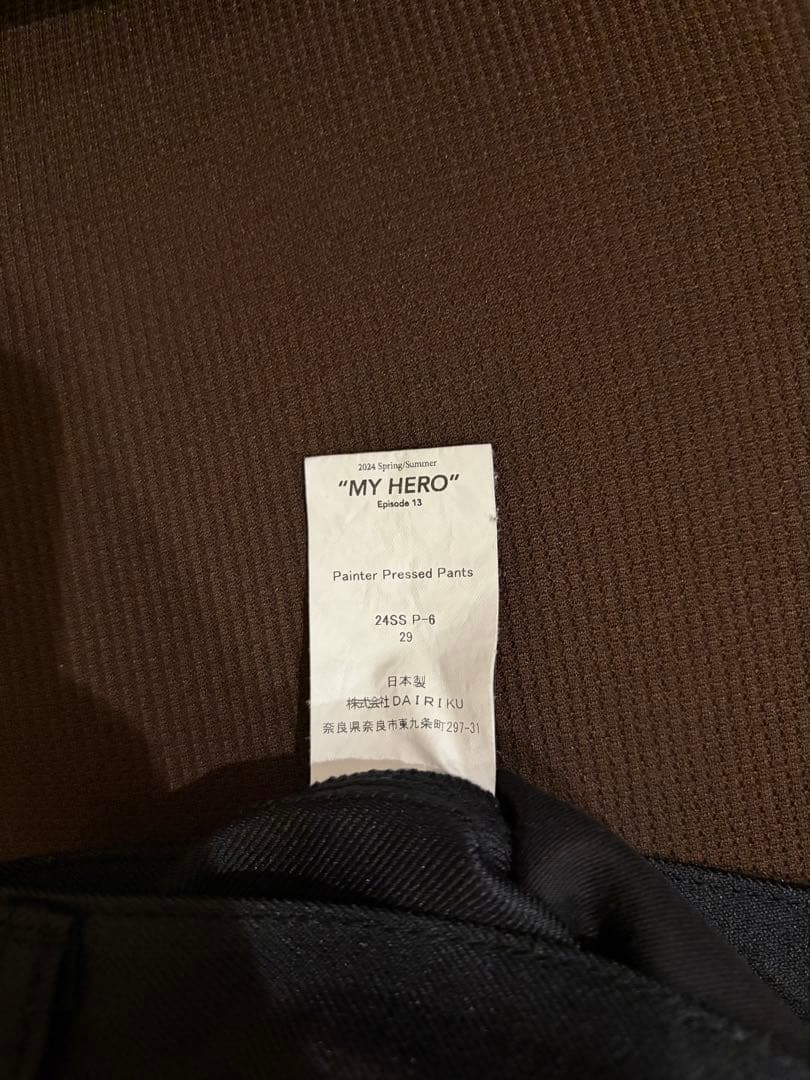 2024 Spring/Summer
"MY HERO"
Episode 13
Painter Pressed Pants
24SS P-6
29
日本製
株式会社DAIRIKU
奈良県奈良市東九条町297-31